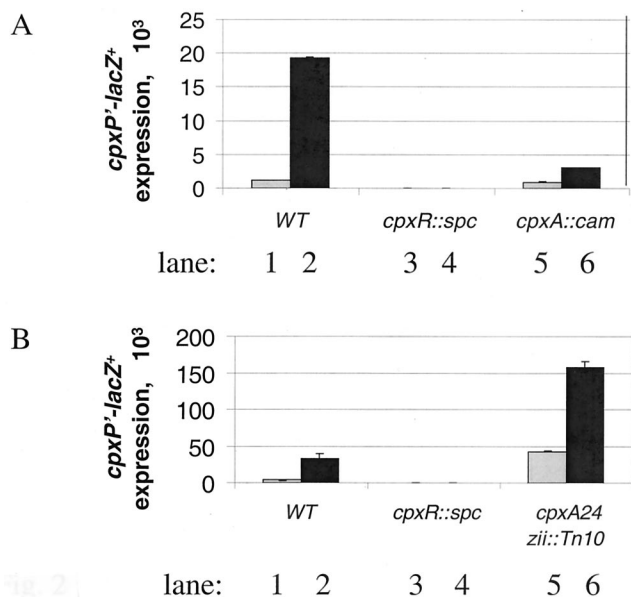 A
cpxP'-lacZ+
expression, 10³
25
20
15
10
5
0
WT cpxR::spc cpxA::cam
lane: 1 2 3 4 5 6
B
cpxP'-lacZ+
expression, 10³
200
150
100
50
0
WT cpxR::spc cpxA24
zii::Tn10
lane: 1 2 3 4 5 6
Fig. 2